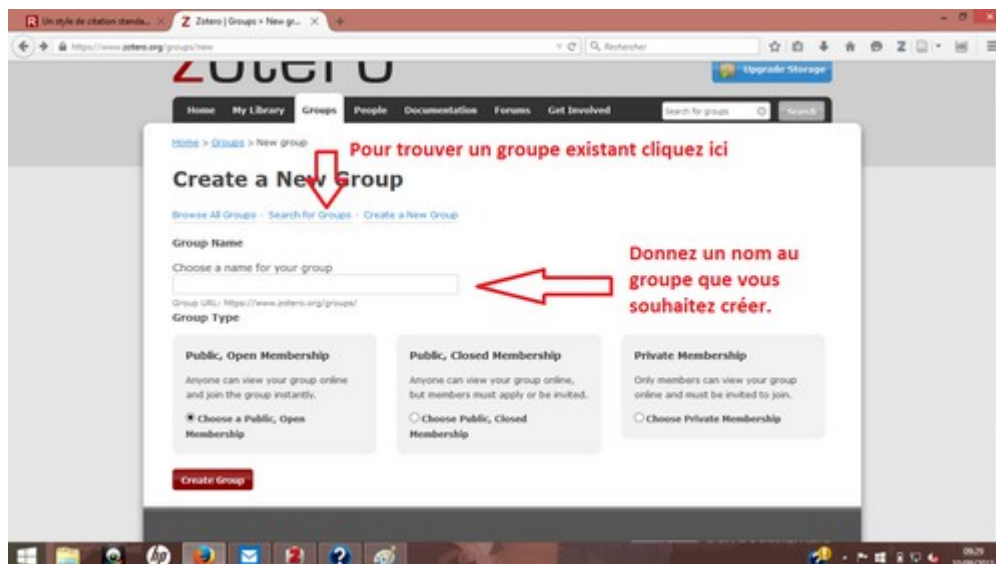 Un style de citation standa...
Zotero | Groups > New gr...
https://www.zotero.org/groups/new
Rechercher
zotero
Upgrade Storage
Home My Library Groups People Documentation Forums Get Involved
Search for groups
Search
Home > Groups > New group
Pour trouver un groupe existant cliquez ici
Create a New Group
Browse All Groups - Search for Groups - Create a New Group
Group Name
Choose a name for your group
Donnez un nom au
groupe que vous
souhaitez créer.
Group URL: https://www.zotero.org/groups/
Group Type
Public, Open Membership
Anyone can view your group online
and join the group instantly.
Choose a Public, Open
Membership
Public, Closed Membership
Anyone can view your group online,
but members must apply or be invited.
Choose Public, Closed
Membership
Private Membership
Only members can view your group
online and must be invited to join.
Choose Private Membership
Create Group
09:29